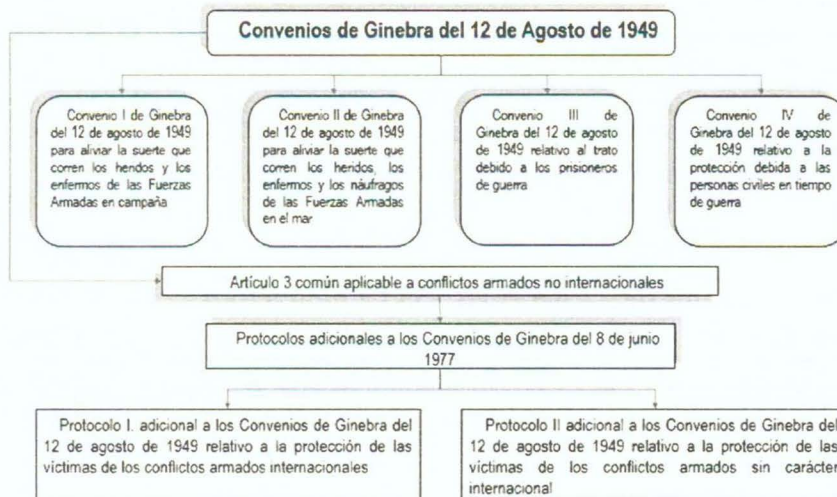 Convenios de Ginebra del 12 de Agosto de 1949
Convenio I de Ginebra
del 12 de agosto de 1949
para aliviar la suerte que
corren los heridos y los
enfermos de las Fuerzas
Armadas en campaña
Convenio II de Ginebra
del 12 de agosto de 1949
para aliviar la suerte que
corren los heridos, los
enfermos y los náufragos
de las Fuerzas Armadas
en el mar
Convenio III de
Ginebra del 12 de agosto
de 1949 relativo al trato
debido a los prisioneros
de guerra
Convenio IV de
Ginebra del 12 de agosto
de 1949 relativo a la
protección debida a las
personas civiles en tiempo
de guerra
Artículo 3 común aplicable a conflictos armados no internacionales
Protocolos adicionales a los Convenios de Ginebra del 8 de junio
1977
Protocolo I. adicional a los Convenios de Ginebra del
12 de agosto de 1949 relativo a la protección de las
víctimas de los conflictos armados internacionales
Protocolo II adicional a los Convenios de Ginebra del
12 de agosto de 1949 relativo a la protección de las
víctimas de los conflictos armados sin carácter
internacional